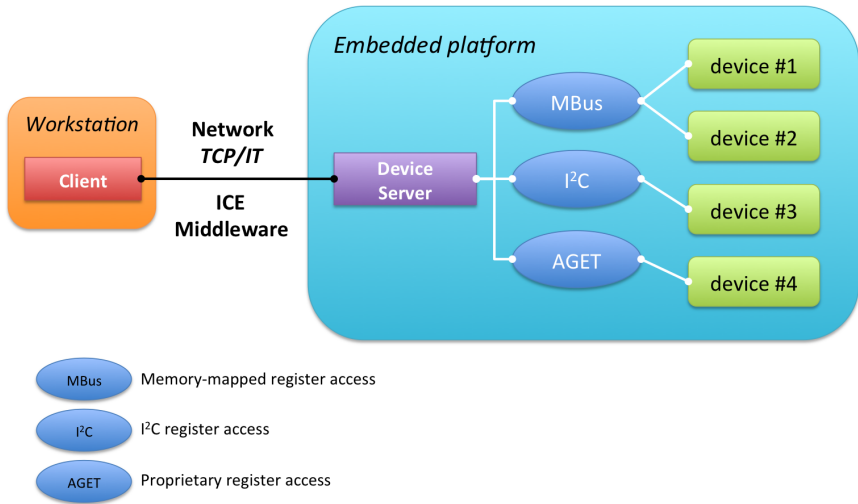 Embedded platform
Workstation
Client
Network
TCP/IT
ICE
Middleware
Device
Server
MBus
I²C
AGET
device #1
device #2
device #3
device #4
MBus Memory-mapped register access
I²C I²C register access
AGET Proprietary register access